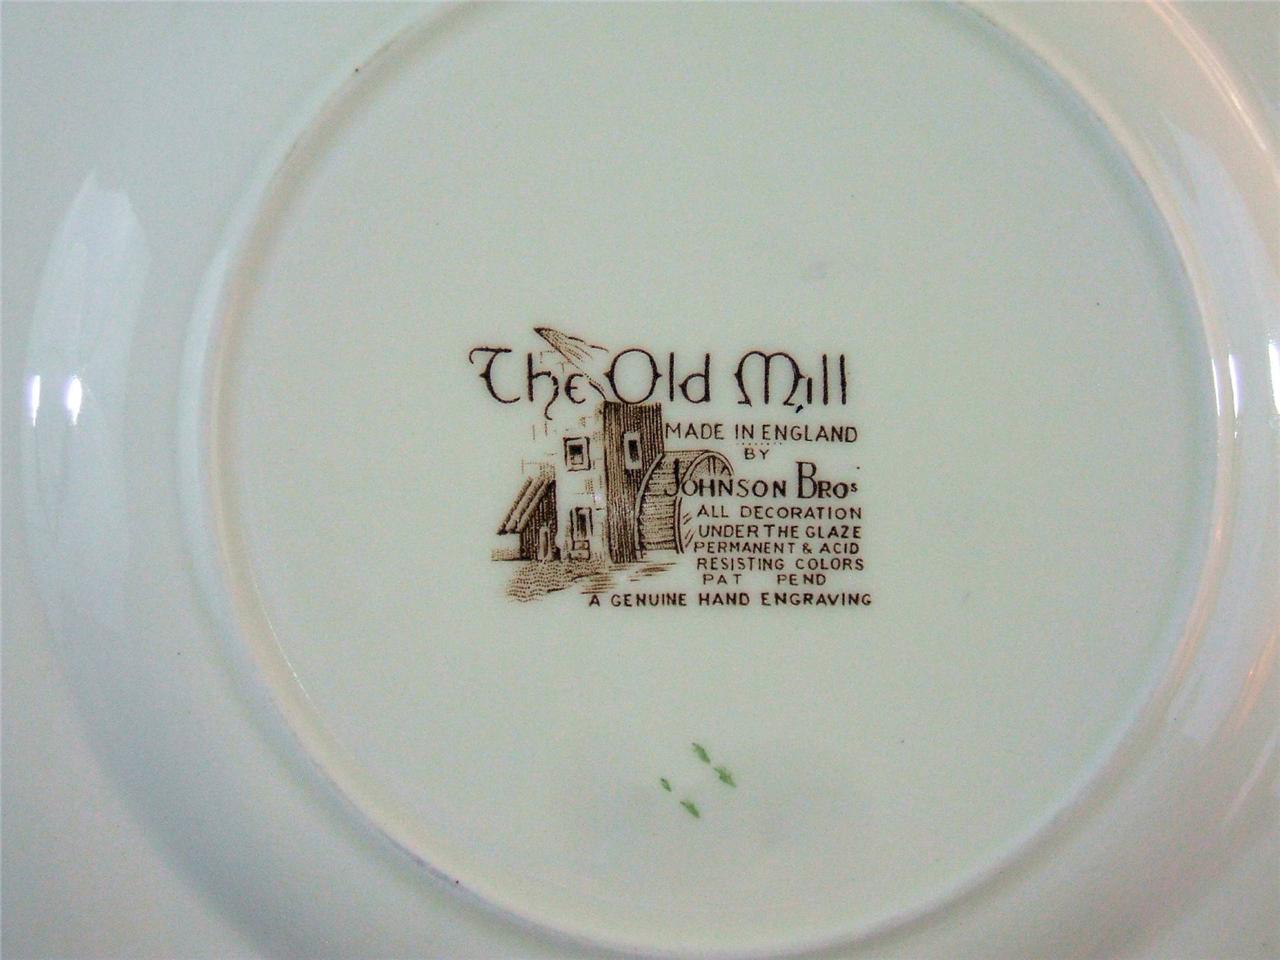 The Old Mill
MADE IN ENGLAND
BY
JOHNSON BROS
ALL DECORATION
UNDER THE GLAZE
PERMANENT & ACID
RESISTING COLORS
PAT PEND
A GENUINE HAND ENGRAVING